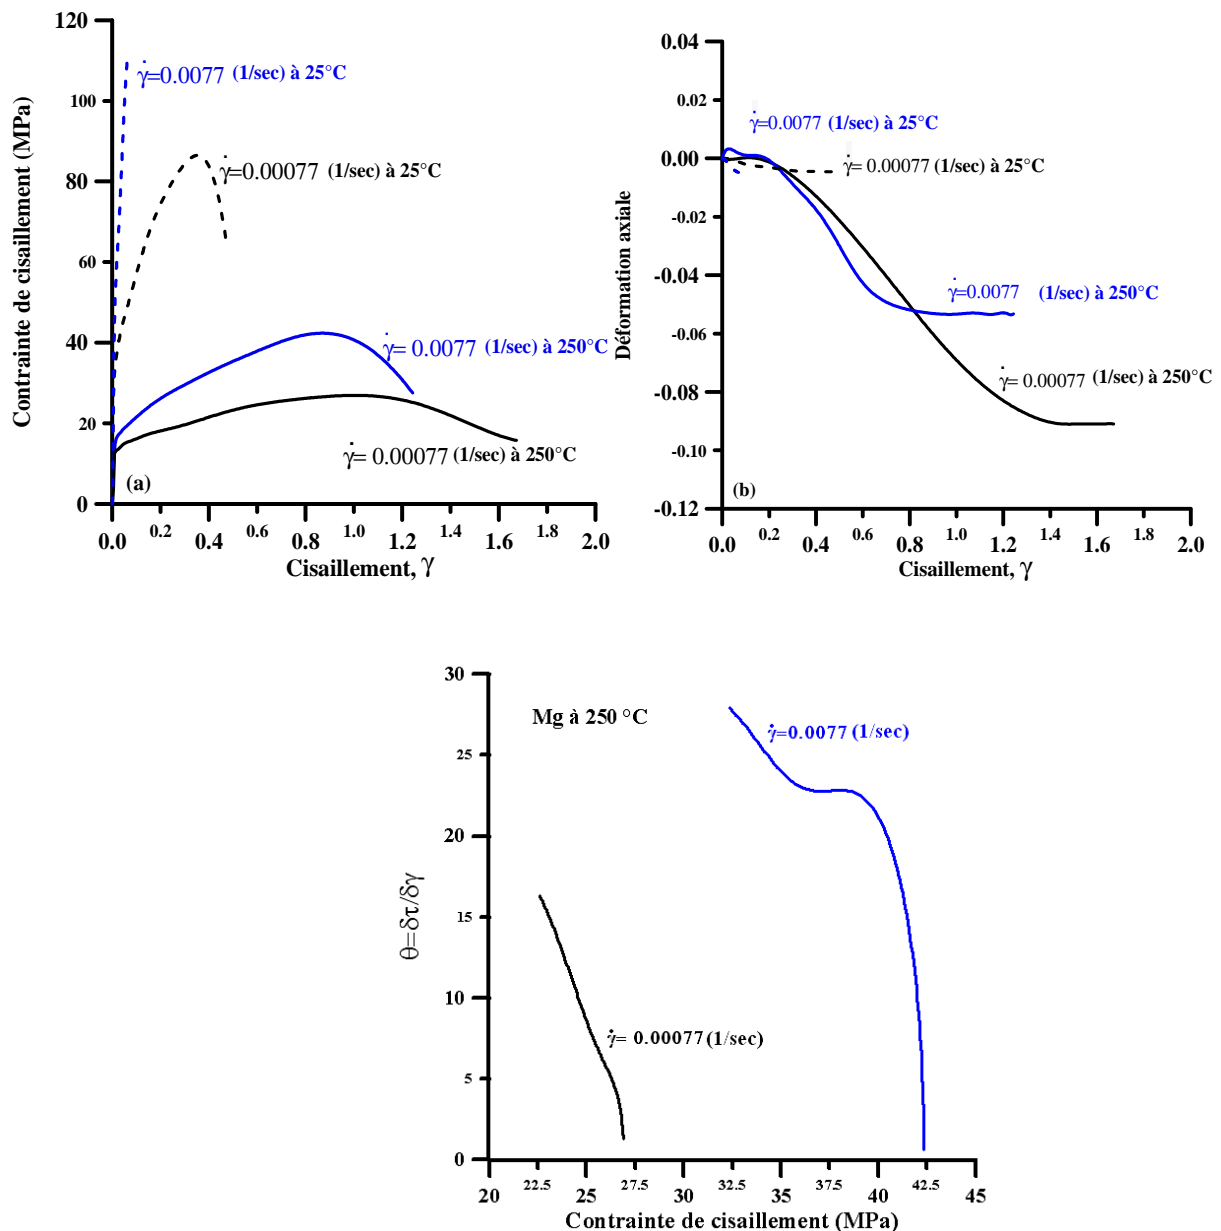 120
100
80
60
40
20
0
Contrainte de cisaillement (MPa)
γ̇=0.0077 (1/sec) à 25°C
γ̇=0.00077 (1/sec) à 25°C
γ̇= 0.0077 (1/sec) à 250°C
γ̇= 0.00077 (1/sec) à 250°C
(a)
0.0 0.2 0.4 0.6 0.8 1.0 1.2 1.4 1.6 1.8 2.0
Cisaillement, γ
0.04
0.02
0.00
-0.02
-0.04
-0.06
-0.08
-0.10
-0.12
Déformation axiale
γ̇=0.0077 (1/sec) à 25°C
γ̇= 0.00077 (1/sec) à 25°C
γ̇=0.0077 (1/sec) à 250°C
γ̇= 0.00077 (1/sec) à 250°C
(b)
0.0 0.2 0.4 0.6 0.8 1.0 1.2 1.4 1.6 1.8 2.0
Cisaillement, γ
30
25
20
15
10
5
0
θ=δτ/δγ
Mg à 250 °C
γ̇=0.0077 (1/sec)
γ̇= 0.00077 (1/sec)
20 22.5 25 27.5 30 32.5 35 37.5 40 42.5 45
Contrainte de cisaillement (MPa)